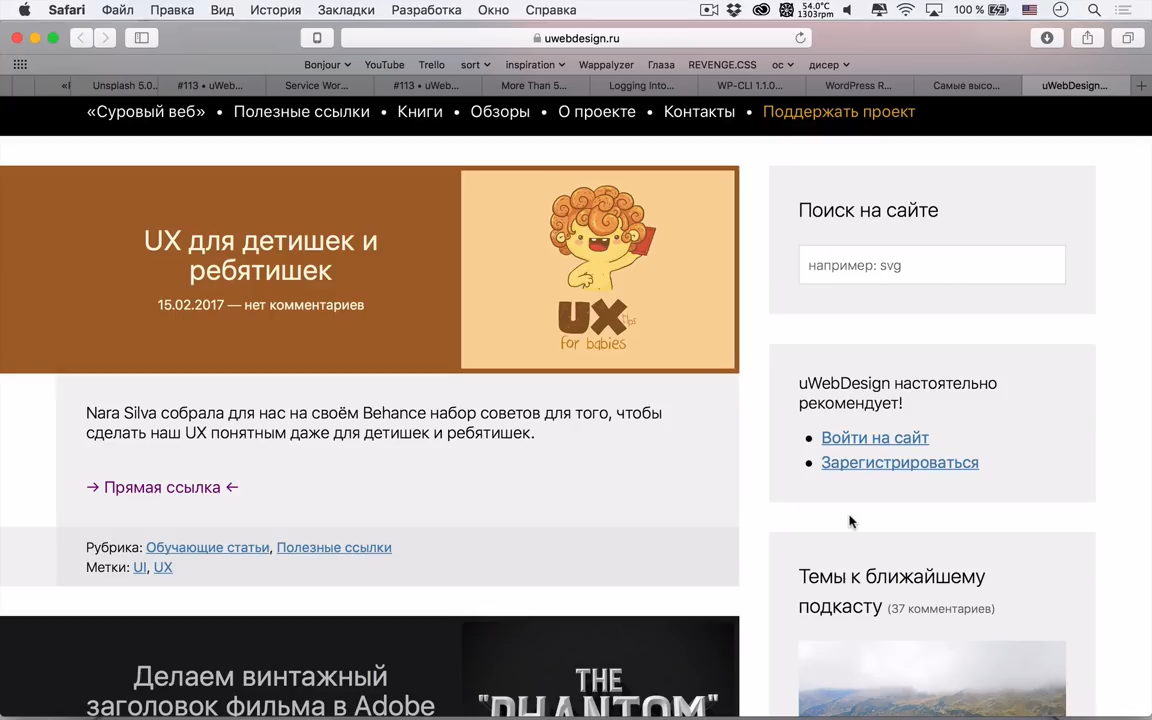 Safari Файл Правка Вид История Закладки Разработка Окно Справка
54.0°C
1303rpm
100 %
uwebdesign.ru
Bonjour YouTube Trello sort inspiration Wappalyzer Глаза REVENGE.CSS ос дисер
Unsplash 5.0... #113 • uWeb... Service Wor... #113 • uWeb... More Than 5... Logging Into... WP-CLI 1.1.0... WordPress R... Самые высо... uWebDesign...
«Суровый веб» • Полезные ссылки • Книги • Обзоры • О проекте • Контакты • Поддержать проект
UX для детишек и
ребятишек
15.02.2017 — нет комментариев
UX
for babies
Nara Silva собрала для нас на своём Behance набор советов для того, чтобы
сделать наш UX понятным даже для детишек и ребятишек.
→ Прямая ссылка ←
Рубрика: Обучающие статьи, Полезные ссылки
Метки: UI, UX
Делаем винтажный
заголовок фильма в Adobe
THE
"PHANTOM"
Поиск на сайте
например: svg
uWebDesign настоятельно
рекомендует!
• Войти на сайт
• Зарегистрироваться
Темы к ближайшему
подкасту (37 комментариев)